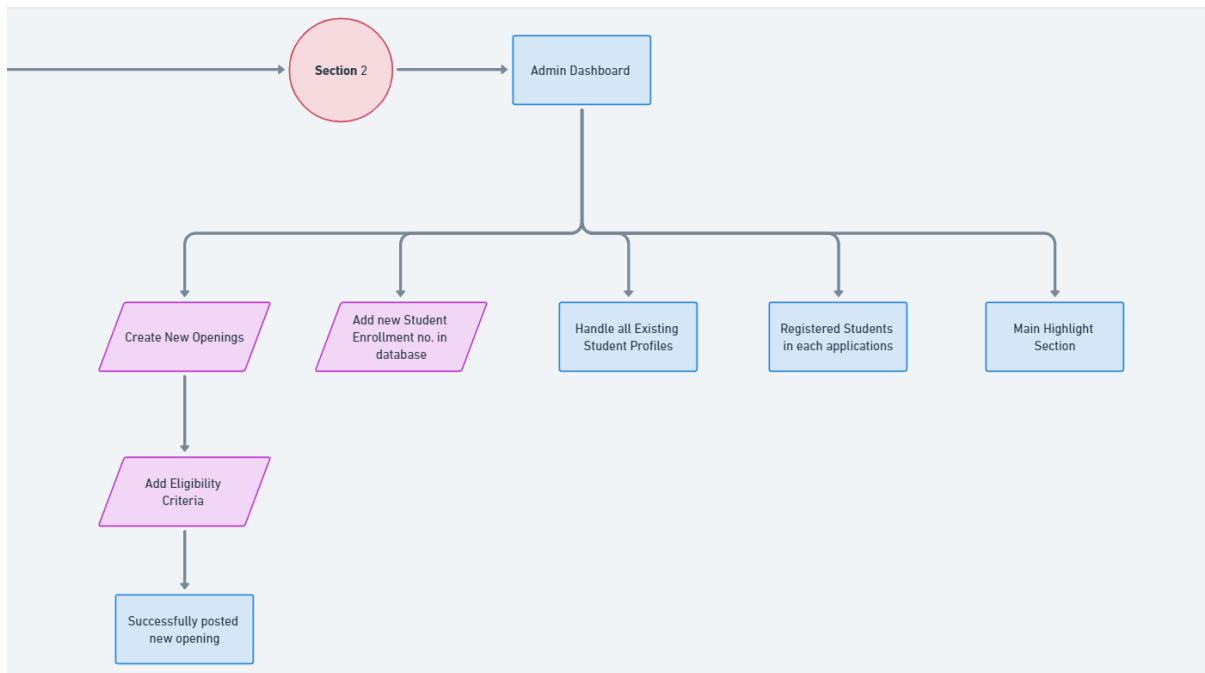 Section 2
Admin Dashboard
Create New Openings
Add new Student
Enrollment no. in
database
Handle all Existing
Student Profiles
Registered Students
in each applications
Main Highlight
Section
Add Eligibility
Criteria
Successfully posted
new opening